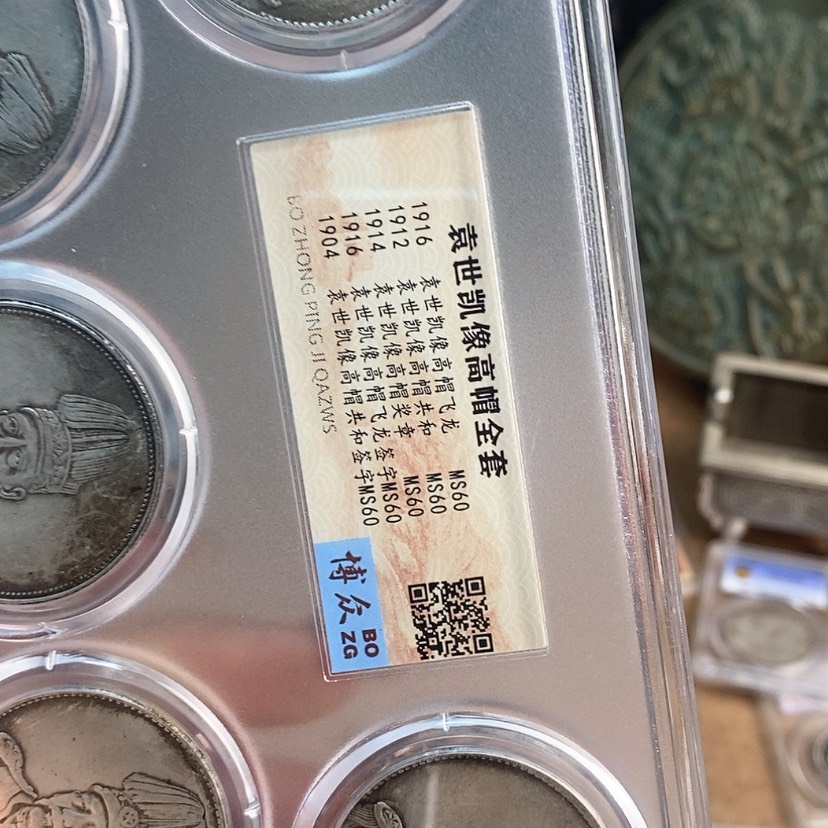 袁世凯像高帽全套
1916 袁世凯像高帽飞龙 MS60
1912 袁世凯像高帽共和 MS60
1914 袁世凯像高帽奖章 MS60
1916 袁世凯像高帽飞龙签字MS60
1904 袁世凯像高帽共和签字MS60
BO ZHONG PING JI QAZWS
博众
BO
ZG